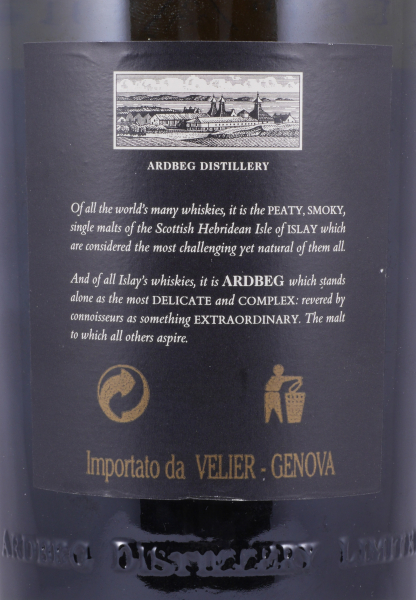 ARDBEG DISTILLERY
Of all the world's many whiskies, it is the PEATY, SMOKY,
single malts of the Scottish Hebridean Isle of ISLAY which
are considered the most challenging yet natural of them all.
And of all Islay's whiskies, it is ARDBEG which stands
alone as the most DELICATE and COMPLEX: revered by
connoisseurs as something EXTRAORDINARY. The malt
to which all others aspire.
Importato da VELIER - GENOVA
ARDBEG DISTILLERY LIMITE